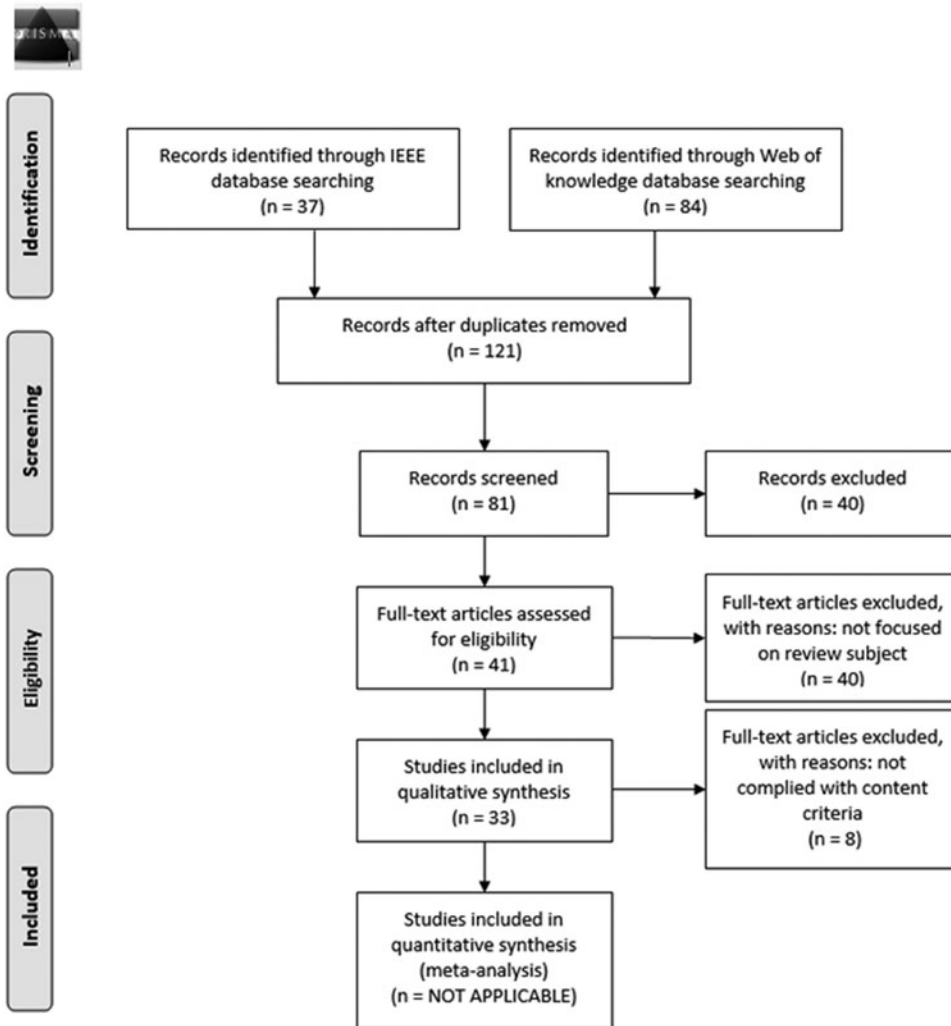 PRISMA
Identification
Records identified through IEEE
database searching
(n = 37)
Records identified through Web of
knowledge database searching
(n = 84)
Records after duplicates removed
(n = 121)
Screening
Records screened
(n = 81)
Records excluded
(n = 40)
Eligibility
Full-text articles assessed
for eligibility
(n = 41)
Full-text articles excluded,
with reasons: not focused
on review subject
(n = 40)
Studies included in
qualitative synthesis
(n = 33)
Full-text articles excluded,
with reasons: not
complied with content
criteria
(n = 8)
Included
Studies included in
quantitative synthesis
(meta-analysis)
(n = NOT APPLICABLE)